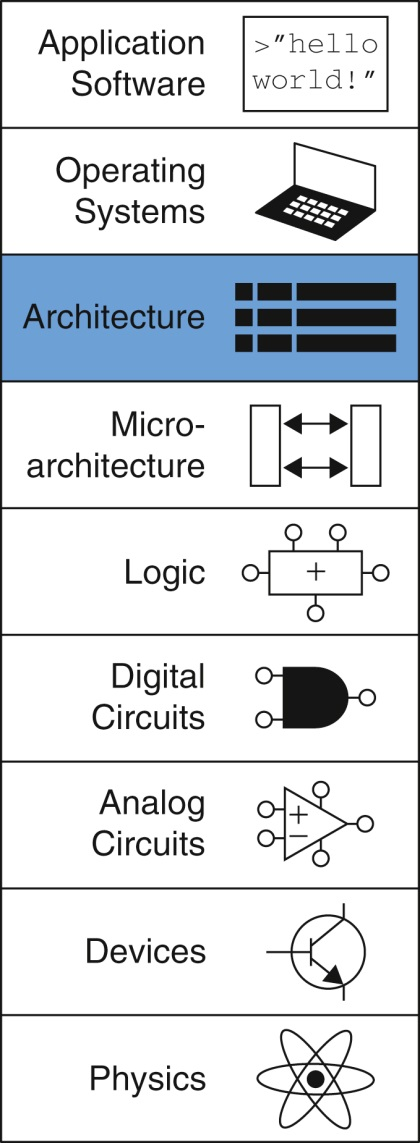 Application
Software
>"hello
world!"
Operating
Systems
Architecture
Micro-
architecture
Logic
+
Digital
Circuits
Analog
Circuits
+
−
Devices
Physics